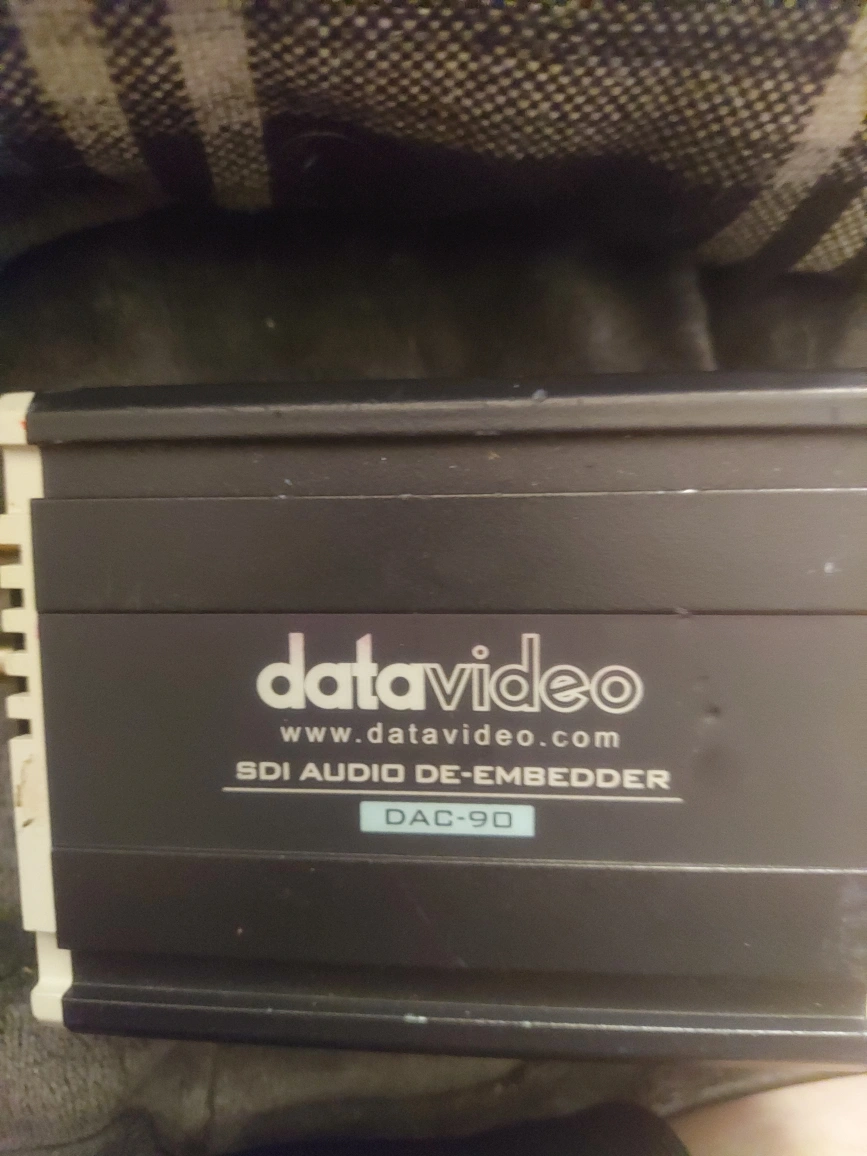 datavideo
www.datavideo.com
SDI AUDIO DE-EMBEDDER
DAC-90